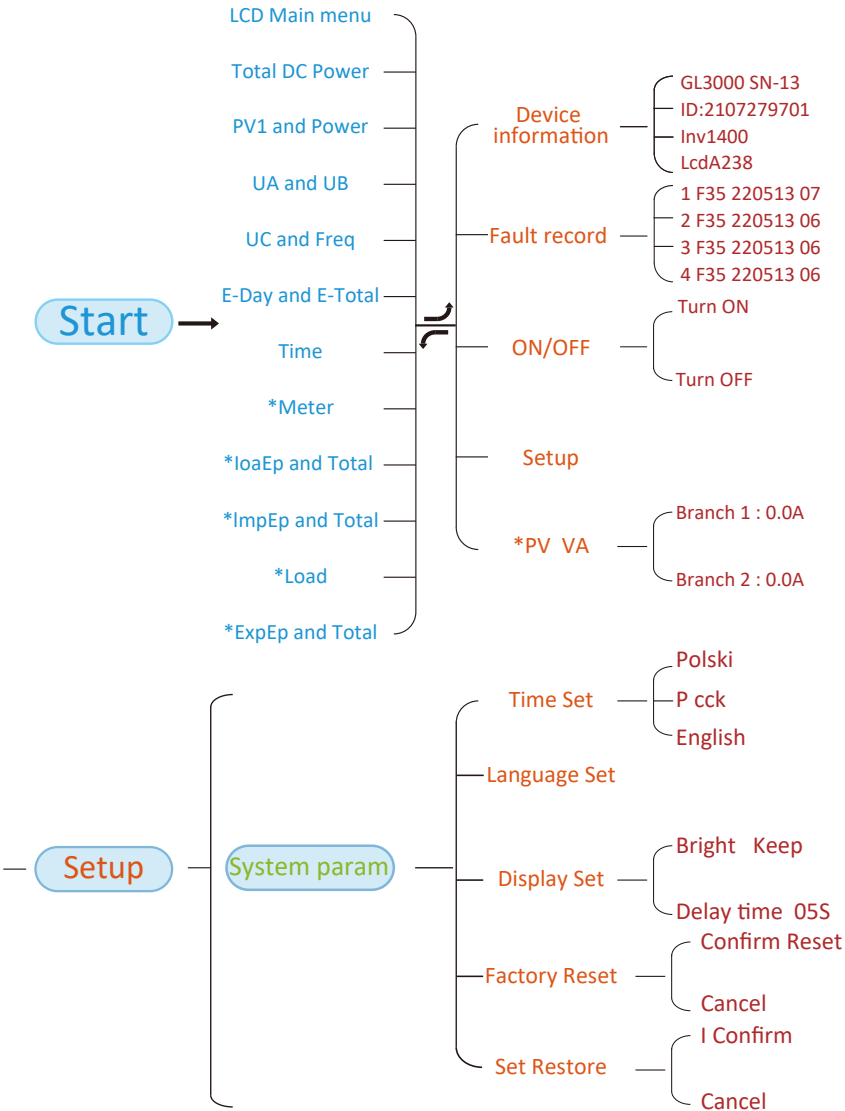 LCD Main menu
Total DC Power
PV1 and Power
UA and UB
UC and Freq
E-Day and E-Total
Time
*Meter
*IoaEp and Total
*ImpEp and Total
*Load
*ExpEp and Total
Start
Device
information
GL3000 SN-13
ID:2107279701
Inv1400
LcdA238
Fault record
1 F35 220513 07
2 F35 220513 06
3 F35 220513 06
4 F35 220513 06
ON/OFF
Turn ON
Turn OFF
Setup
*PV VA
Branch 1 : 0.0A
Branch 2 : 0.0A
Setup
System param
Time Set
Polski
P cck
English
Language Set
Display Set
Bright Keep
Delay time 05S
Factory Reset
Confirm Reset
Cancel
Set Restore
I Confirm
Cancel